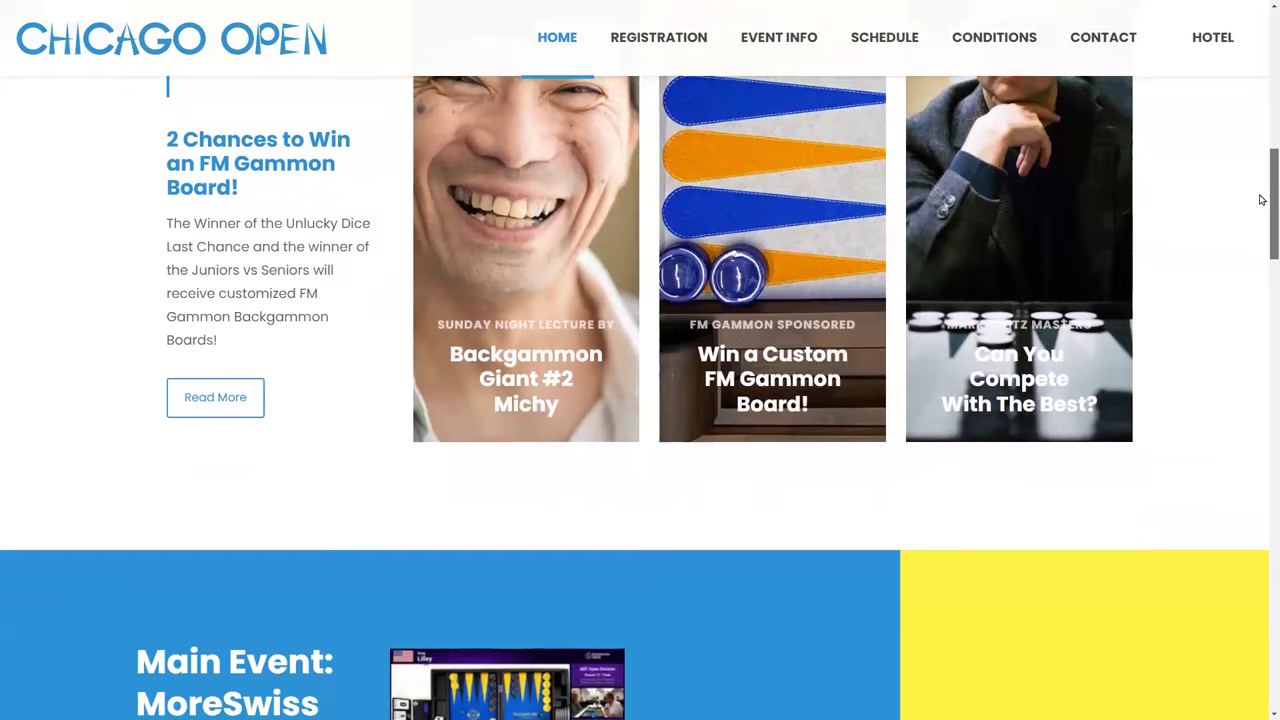 CHICAGO OPEN
HOME REGISTRATION EVENT INFO SCHEDULE CONDITIONS CONTACT HOTEL
2 Chances to Win
an FM Gammon
Board!
The Winner of the Unlucky Dice
Last Chance and the winner of
the Juniors vs Seniors will
receive customized FM
Gammon Backgammon
Boards!
Read More
SUNDAY NIGHT LECTURE BY
Backgammon
Giant #2
Michy
FM GAMMON SPONSORED
Win a Custom
FM Gammon
Board!
MASTERS
Can You
Compete
With The Best?
Main Event:
MoreSwiss
Lilley